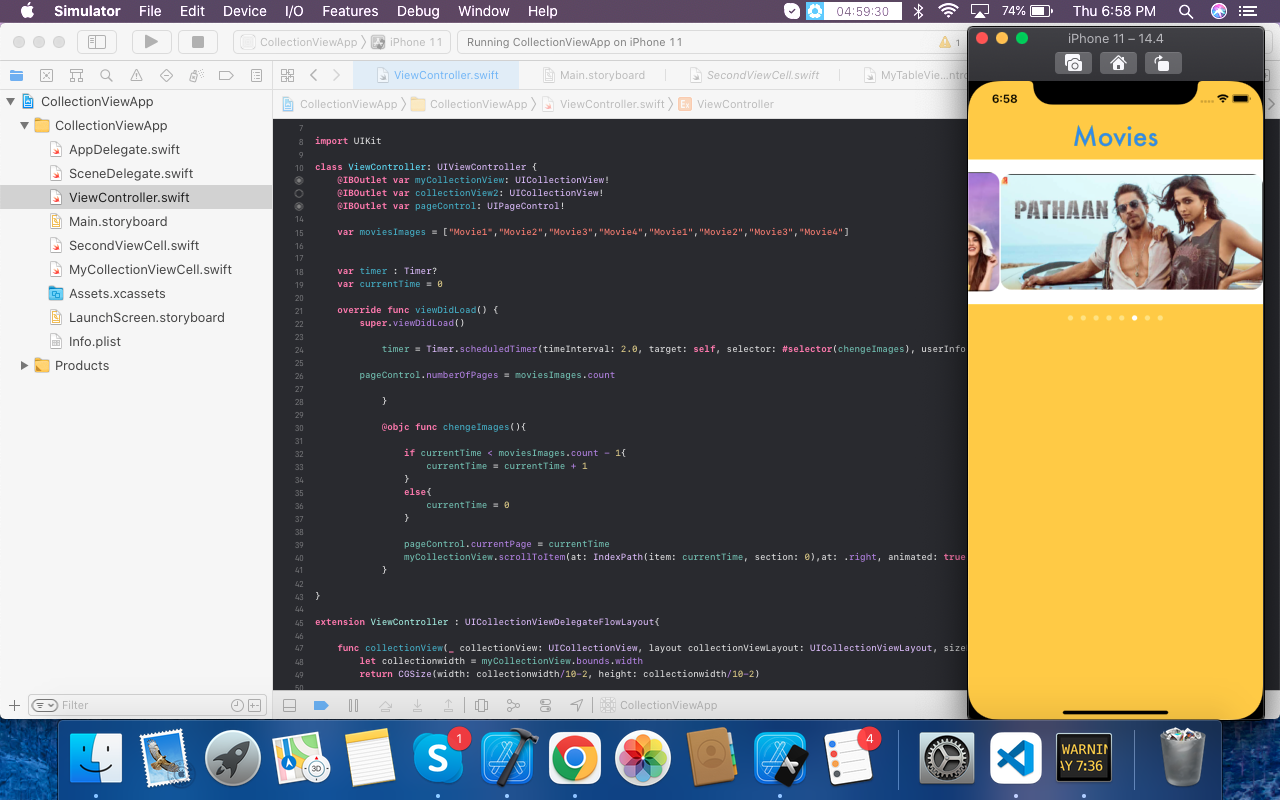 Simulator File Edit Device I/O Features Debug Window Help 04:59:30 74% Thu 6:58 PM
CollectionViewApp iPhone 11 Running CollectionViewApp on iPhone 11 1
iPhone 11 – 14.4
ViewController.swift Main.storyboard SecondViewCell.swift MyTableVie...ntro
CollectionViewApp CollectionViewApp ViewController.swift Ex ViewController
CollectionViewApp
CollectionViewApp
AppDelegate.swift
SceneDelegate.swift
ViewController.swift
Main.storyboard
SecondViewCell.swift
MyCollectionViewCell.swift
Assets.xcassets
LaunchScreen.storyboard
Info.plist
Products
Filter
7
8 import UIKit
9
10 class ViewController: UIViewController {
@IBOutlet var myCollectionView: UICollectionView!
@IBOutlet var collectionView2: UICollectionView!
@IBOutlet var pageControl: UIPageControl!
14
15 var moviesImages = ["Movie1","Movie2","Movie3","Movie4","Movie1","Movie2","Movie3","Movie4"]
16
17
18 var timer : Timer?
19 var currentTime = 0
20
21 override func viewDidLoad() {
22 super.viewDidLoad()
23
24 timer = Timer.scheduledTimer(timeInterval: 2.0, target: self, selector: #selector(chengeImages), userInfo
25
26 pageControl.numberOfPages = moviesImages.count
27
28 }
29
30 @objc func chengeImages(){
31
32 if currentTime < moviesImages.count - 1{
33 currentTime = currentTime + 1
34 }
35 else{
36 currentTime = 0
37 }
38
39 pageControl.currentPage = currentTime
40 myCollectionView.scrollToItem(at: IndexPath(item: currentTime, section: 0),at: .right, animated: true
41 }
42
43 }
44
45 extension ViewController : UICollectionViewDelegateFlowLayout{
46
47 func collectionView(_ collectionView: UICollectionView, layout collectionViewLayout: UICollectionViewLayout, size
48 let collectionwidth = myCollectionView.bounds.width
49 return CGSize(width: collectionwidth/10-2, height: collectionwidth/10-2)
50
CollectionViewApp
6:58
Movies
PATHAAN
1
3D
4
WARNIN
AY 7:36